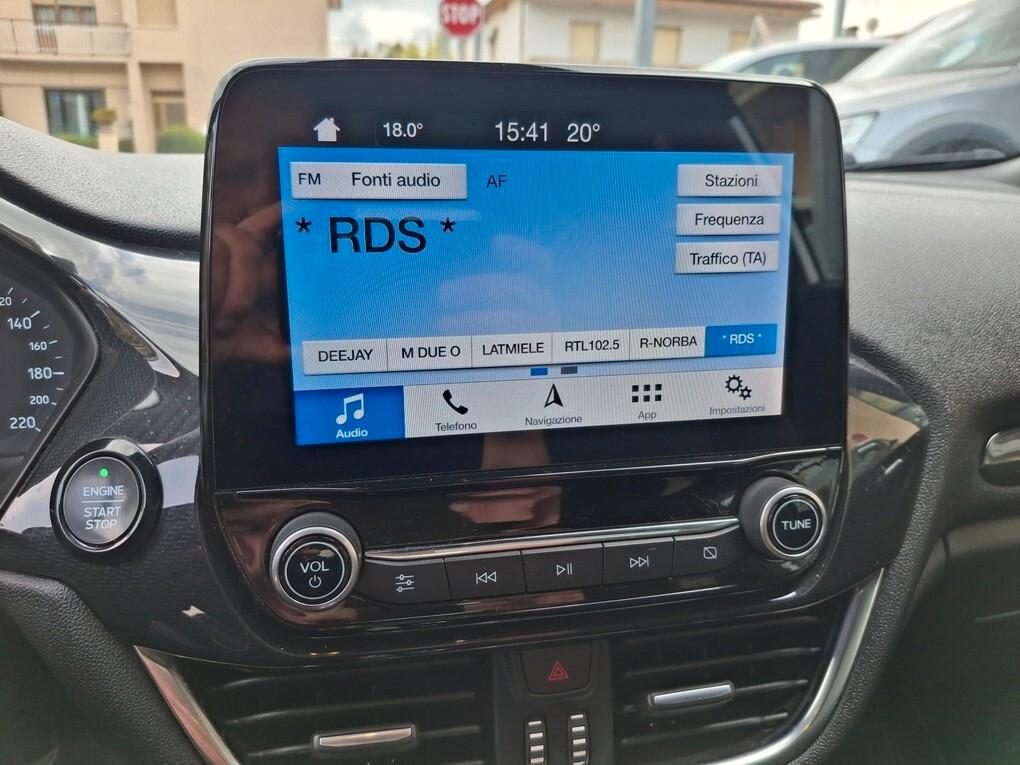 STOP
18.0° 15:41 20°
FM Fonti audio AF Stazioni
* RDS * Frequenza
Traffico (TA)
DEEJAY M DUE O LATMIELE RTL102.5 R-NORBA * RDS *
Audio Telefono Navigazione App Impostazioni
20
140
160
180
200
220
ENGINE
START
STOP
VOL
TUNE